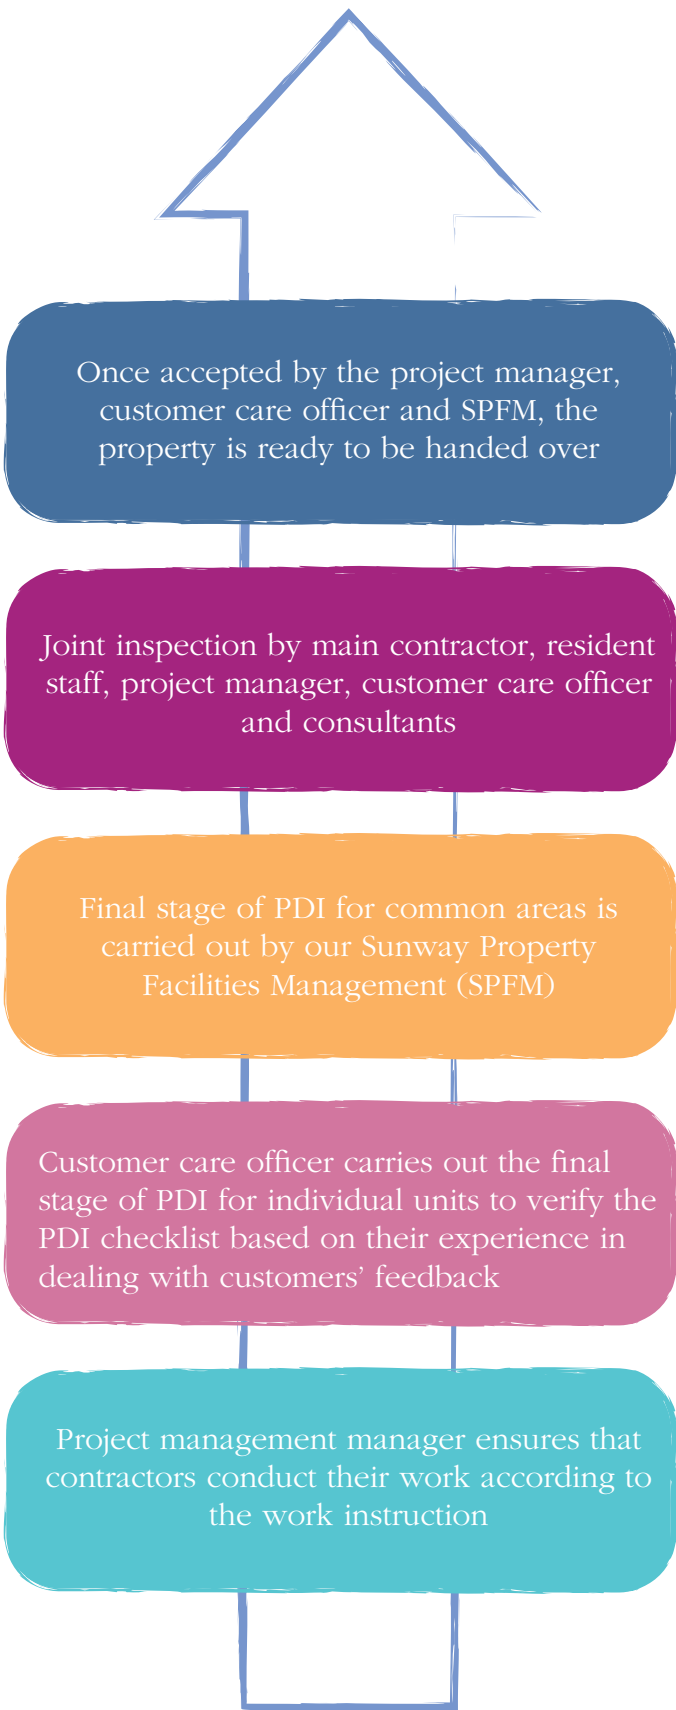 Once accepted by the project manager,
customer care officer and SPFM, the
property is ready to be handed over
Joint inspection by main contractor, resident
staff, project manager, customer care officer
and consultants
Final stage of PDI for common areas is
carried out by our Sunway Property
Facilities Management (SPFM)
Customer care officer carries out the final
stage of PDI for individual units to verify the
PDI checklist based on their experience in
dealing with customers’ feedback
Project management manager ensures that
contractors conduct their work according to
the work instruction